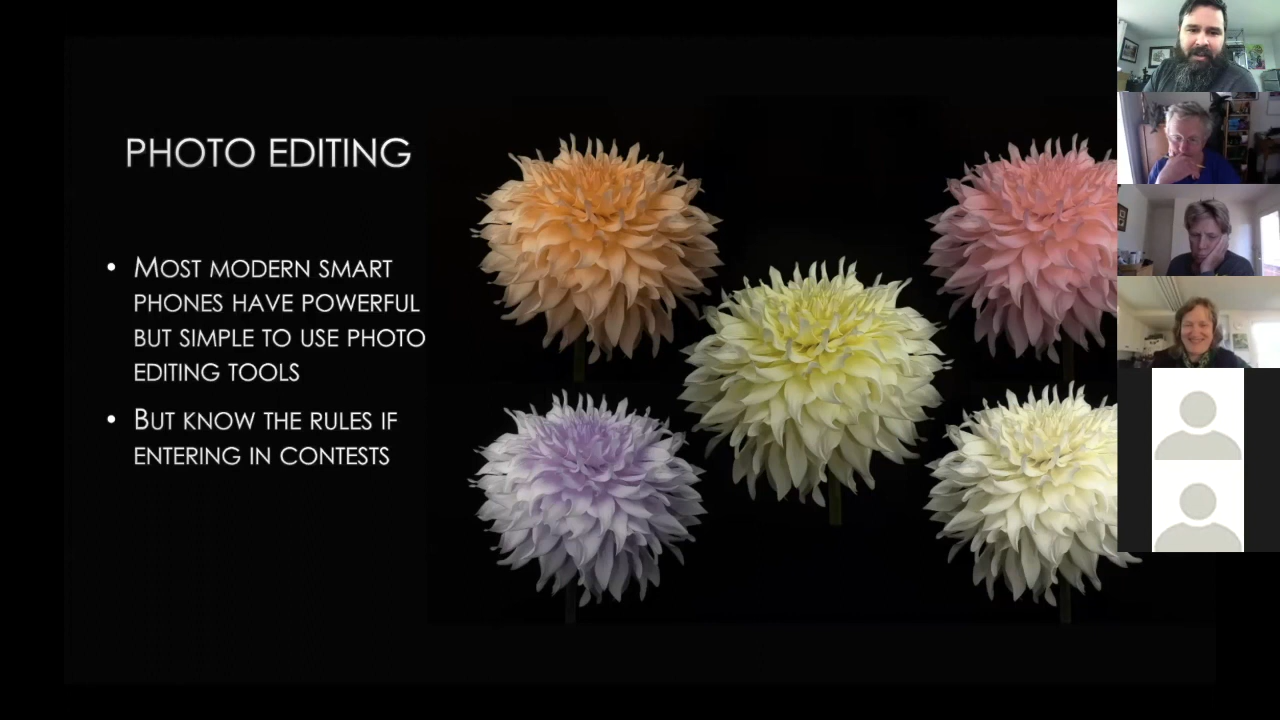 PHOTO EDITING
• MOST MODERN SMART
PHONES HAVE POWERFUL
BUT SIMPLE TO USE PHOTO
EDITING TOOLS
• BUT KNOW THE RULES IF
ENTERING IN CONTESTS